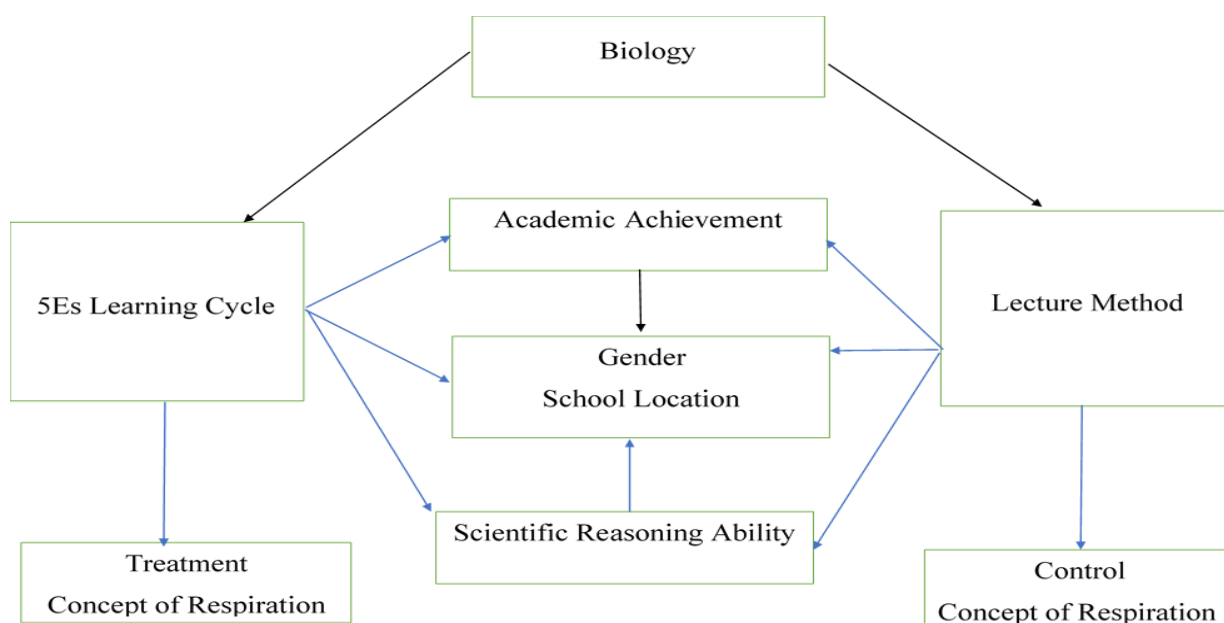 Biology
Academic Achievement
5Es Learning Cycle
Lecture Method
Gender
School Location
Scientific Reasoning Ability
Treatment
Concept of Respiration
Control
Concept of Respiration